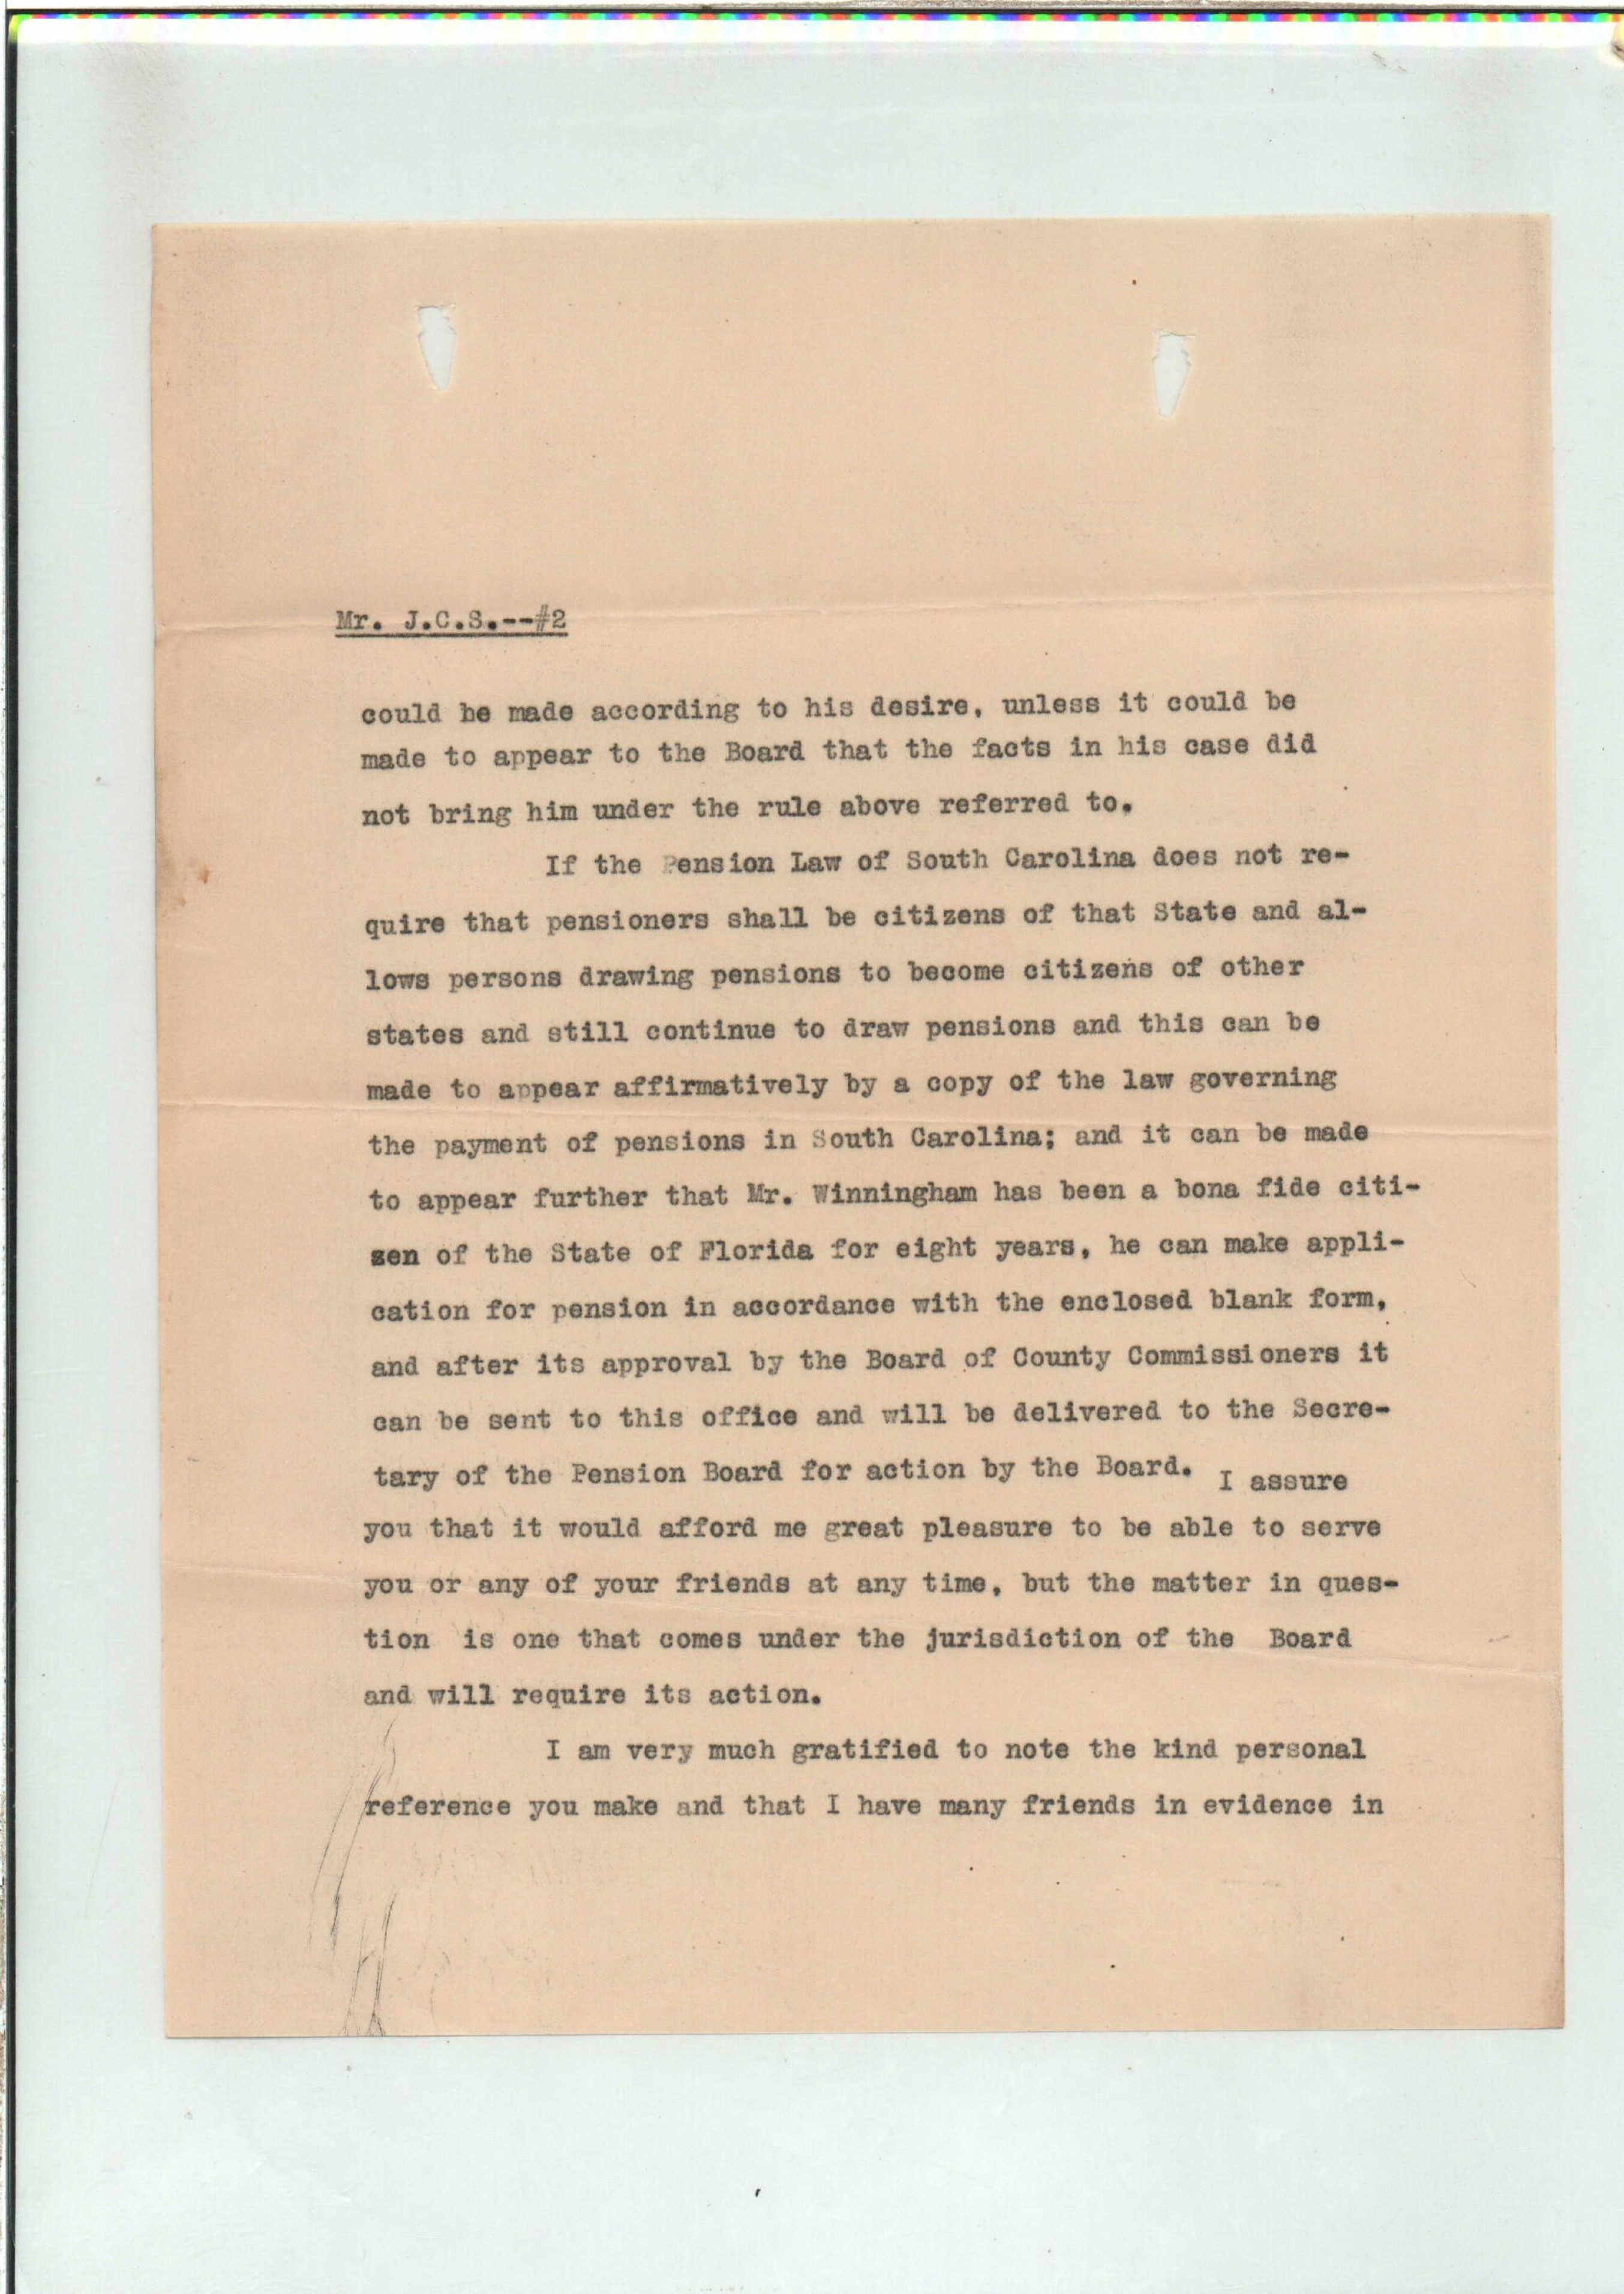 Mr. J.C.S.--#2
could be made according to his desire, unless it could be
made to appear to the Board that the facts in his case did
not bring him under the rule above referred to.
If the Pension Law of South Carolina does not re-
quire that pensioners shall be citizens of that State and al-
lows persons drawing pensions to become citizens of other
states and still continue to draw pensions and this can be
made to appear affirmatively by a copy of the law governing
the payment of pensions in South Carolina; and it can be made
to appear further that Mr. Winningham has been a bona fide citi-
zen of the State of Florida for eight years, he can make appli-
cation for pension in accordance with the enclosed blank form,
and after its approval by the Board of County Commissioners it
can be sent to this office and will be delivered to the Secre-
tary of the Pension Board for action by the Board. I assure
you that it would afford me great pleasure to be able to serve
you or any of your friends at any time, but the matter in ques-
tion is one that comes under the jurisdiction of the Board
and will require its action.
I am very much gratified to note the kind personal
reference you make and that I have many friends in evidence in